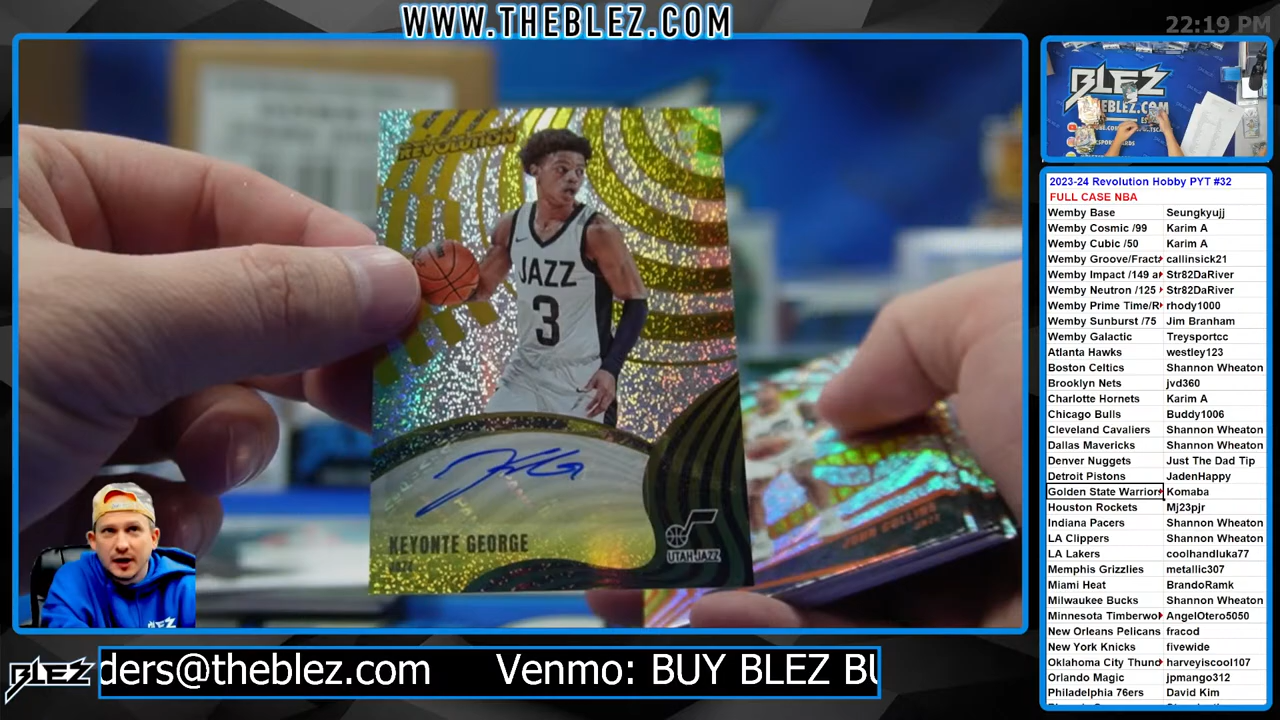 WWW.THEBLEZ.COM
22:19 PM
REVOLUTION
JAZZ
3
KEYONTE GEORGE
JAZZ
UTAH JAZZ
JOHN COLLINS
BLEZ
THEBLEZ.COM
2023-24 Revolution Hobby PYT #32
FULL CASE NBA
Wemby Base Seungkyujj
Wemby Cosmic /99 Karim A
Wemby Cubic /50 Karim A
Wemby Groove/Fract callinsick21
Wemby Impact /149 a Str82DaRiver
Wemby Neutron /125 Str82DaRiver
Wemby Prime Time/R rhody1000
Wemby Sunburst /75 Jim Branham
Wemby Galactic Treysportcc
Atlanta Hawks westley123
Boston Celtics Shannon Wheaton
Brooklyn Nets jvd360
Charlotte Hornets Karim A
Chicago Bulls Buddy1006
Cleveland Cavaliers Shannon Wheaton
Dallas Mavericks Shannon Wheaton
Denver Nuggets Just The Dad Tip
Detroit Pistons JadenHappy
Golden State Warriors Komaba
Houston Rockets Mj23pjr
Indiana Pacers Shannon Wheaton
LA Clippers Shannon Wheaton
LA Lakers coolhandluka77
Memphis Grizzlies metallic307
Miami Heat BrandoRamk
Milwaukee Bucks Shannon Wheaton
Minnesota Timberwo AngelOtero5050
New Orleans Pelicans fracod
New York Knicks fivewide
Oklahoma City Thund harveyiscool107
Orlando Magic jpmango312
Philadelphia 76ers David Kim
BLEZ
ders@theblez.com Venmo: BUY BLEZ BU